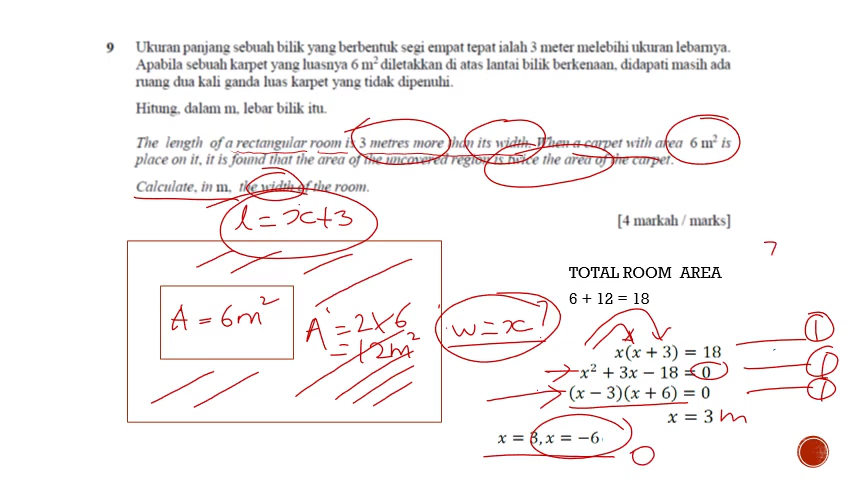 9 Ukuran panjang sebuah bilik yang berbentuk segi empat tepat ialah 3 meter melebihi ukuran lebarnya.
Apabila sebuah karpet yang luasnya 6 m² diletakkan di atas lantai bilik berkenaan, didapati masih ada
ruang dua kali ganda luas karpet yang tidak dipenuhi.
Hitung, dalam m, lebar bilik itu.
The length of a rectangular room is 3 metres more than its width. When a carpet with area 6 m² is
place on it, it is found that the area of the uncovered region is twice the area of the carpet.
Calculate, in m, the width of the room.
l = x+3
[4 markah / marks]
A = 6m²
A = 2x6
= 12m²
w = x?
7
TOTAL ROOM AREA
6 + 12 = 18
x(x + 3) = 18
1
x² + 3x − 18 = 0
1
(x − 3)(x + 6) = 0
1
x = 3 m
x = 3, x = −6
0